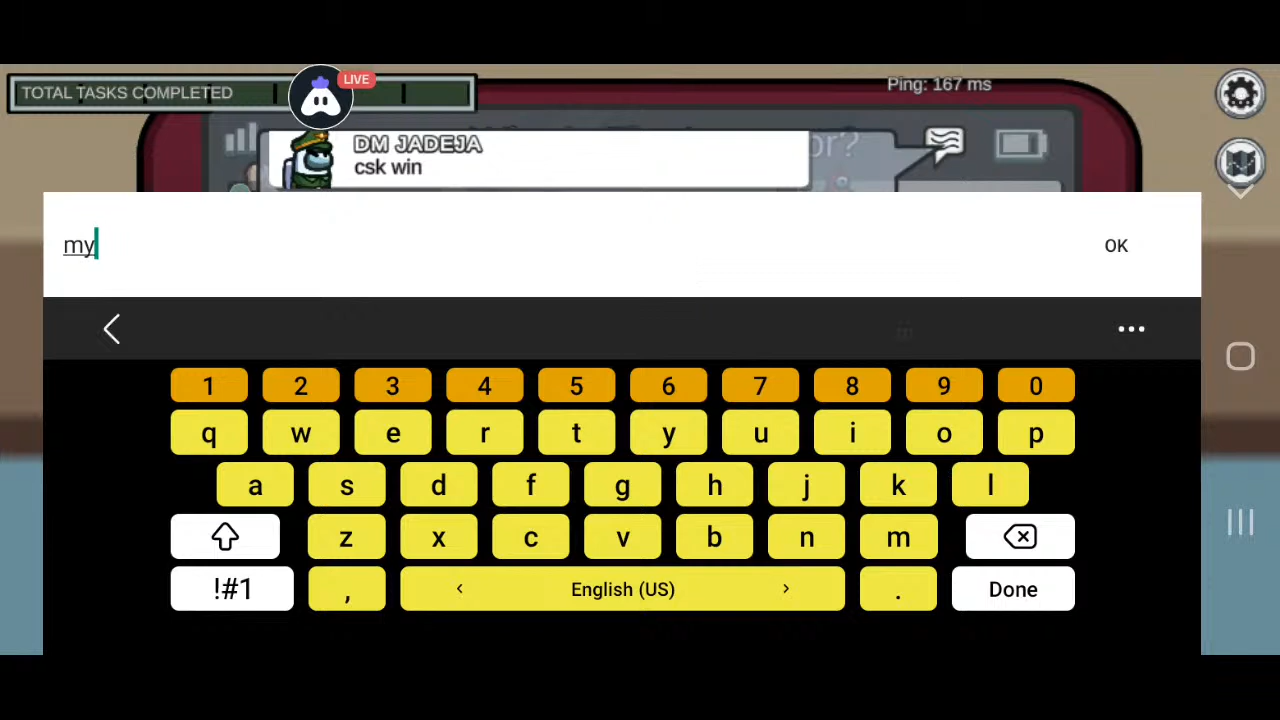 TOTAL TASKS COMPLETED
LIVE
Ping: 167 ms
DM JADEJA
or?
csk win
my
OK
1 2 3 4 5 6 7 8 9 0
q w e r t y u i o p
a s d f g h j k l
z x c v b n m
!#1 , < English (US) > . Done